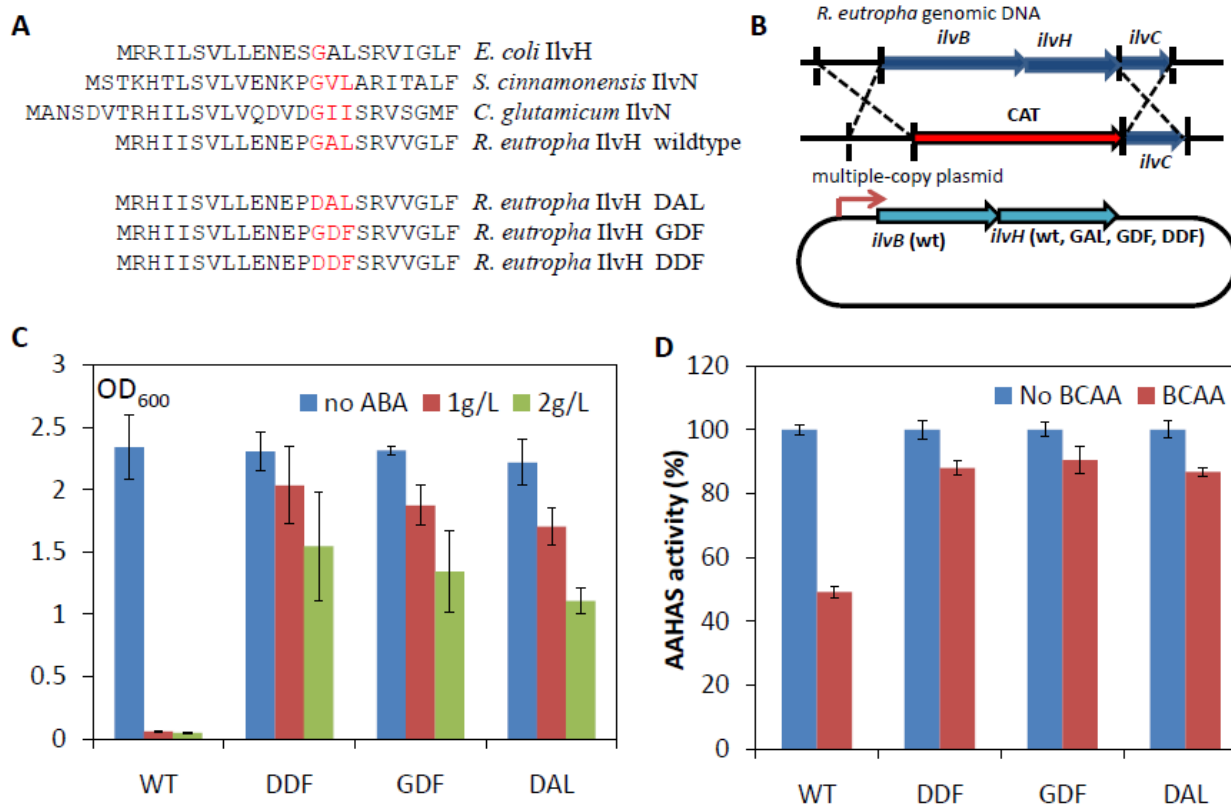 A
MRRILSVLLENESGALSRVIGLF E. coli IlvH
MSTKHTLSVLVENKPGVLARITALF S. cinnamonensis IlvN
MANSDVTRHILSVLVQDVDGIISRVSGMF C. glutamicum IlvN
MRHIISVLLENEPGALSRVVGLF R. eutropha IlvH wildtype
MRHIISVLLENEPDALSRVVGLF R. eutropha IlvH DAL
MRHIISVLLENEPGDFSRVVGLF R. eutropha IlvH GDF
MRHIISVLLENEPDDFSRVVGLF R. eutropha IlvH DDF
B
R. eutropha genomic DNA
ilvB ilvH ilvC
CAT
ilvC
multiple-copy plasmid
ilvB (wt) ilvH (wt, GAL, GDF, DDF)
C
OD600
no ABA 1g/L 2g/L
3
2.5
2
1.5
1
0.5
0
WT DDF GDF DAL
D
AAHAS activity (%)
No BCAA BCAA
120
100
80
60
40
20
0
WT DDF GDF DAL